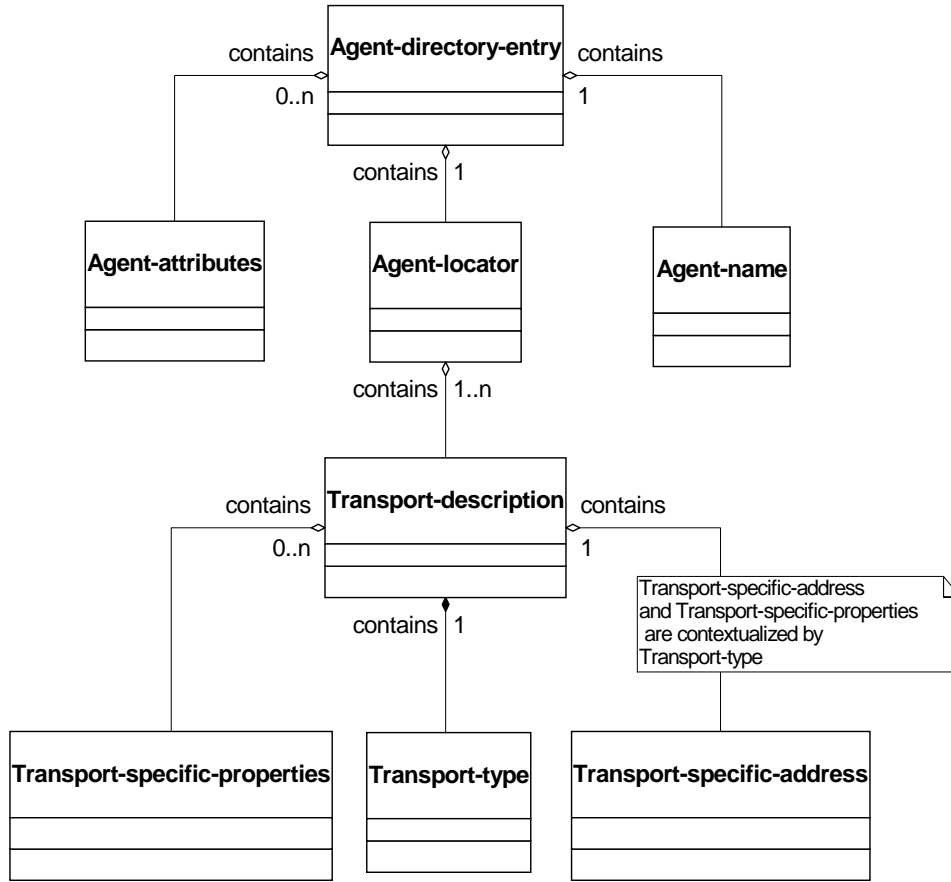 Agent-directory-entry
contains
contains
0..n
1
contains
1
Agent-attributes
Agent-locator
Agent-name
contains
1..n
Transport-description
contains
contains
0..n
1
Transport-specific-address
and Transport-specific-properties
are contextualized by
Transport-type
contains
1
Transport-specific-properties
Transport-type
Transport-specific-address